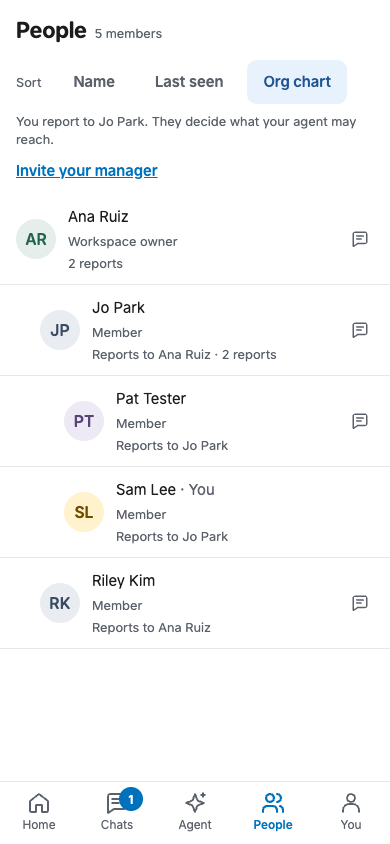 People 5 members
Sort Name Last seen Org chart
You report to Jo Park. They decide what your agent may
reach.
Invite your manager
AR
Ana Ruiz
Workspace owner
2 reports
JP
Jo Park
Member
Reports to Ana Ruiz · 2 reports
PT
Pat Tester
Member
Reports to Jo Park
SL
Sam Lee · You
Member
Reports to Jo Park
RK
Riley Kim
Member
Reports to Ana Ruiz
1
Home Chats Agent People You